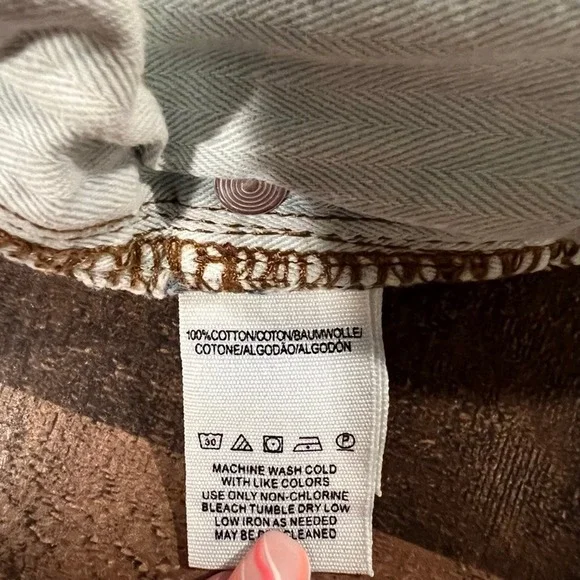 100%COTTON/COTON/BAUMWOLLE/
COTONE/ALGODÃO/ALGODÓN
30 P
MACHINE WASH COLD
WITH LIKE COLORS
USE ONLY NON-CHLORINE
BLEACH TUMBLE DRY LOW
LOW IRON AS NEEDED
MAY BE CLEANED